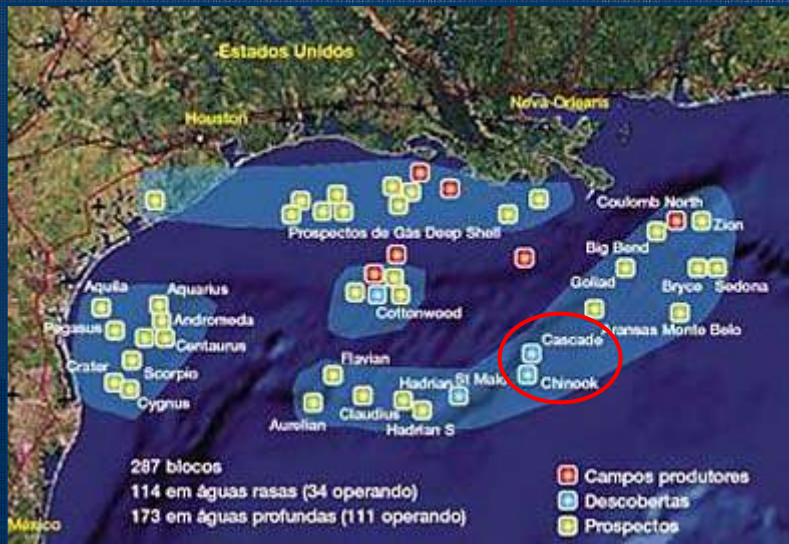 Estados Unidos
Nova Orleans
Houston
Coulomb North
Zion
Prospectos de Gás Deep Shelf
Big Bend
Aquila
Aquarius
Goliad
Bryce
Sedona
Pegasus
Andromeda
Cottonwood
Centaurus
Aransas
Monte Belo
Cascade
Flavian
Crater
Scorpio
Hadrian
St Malo
Chinook
Cygnus
Claudius
Aurelian
Hadrian S
287 blocos
114 em águas rasas (34 operando)
173 em águas profundas (111 operando)
Campos produtores
Descobertas
Prospectos
México